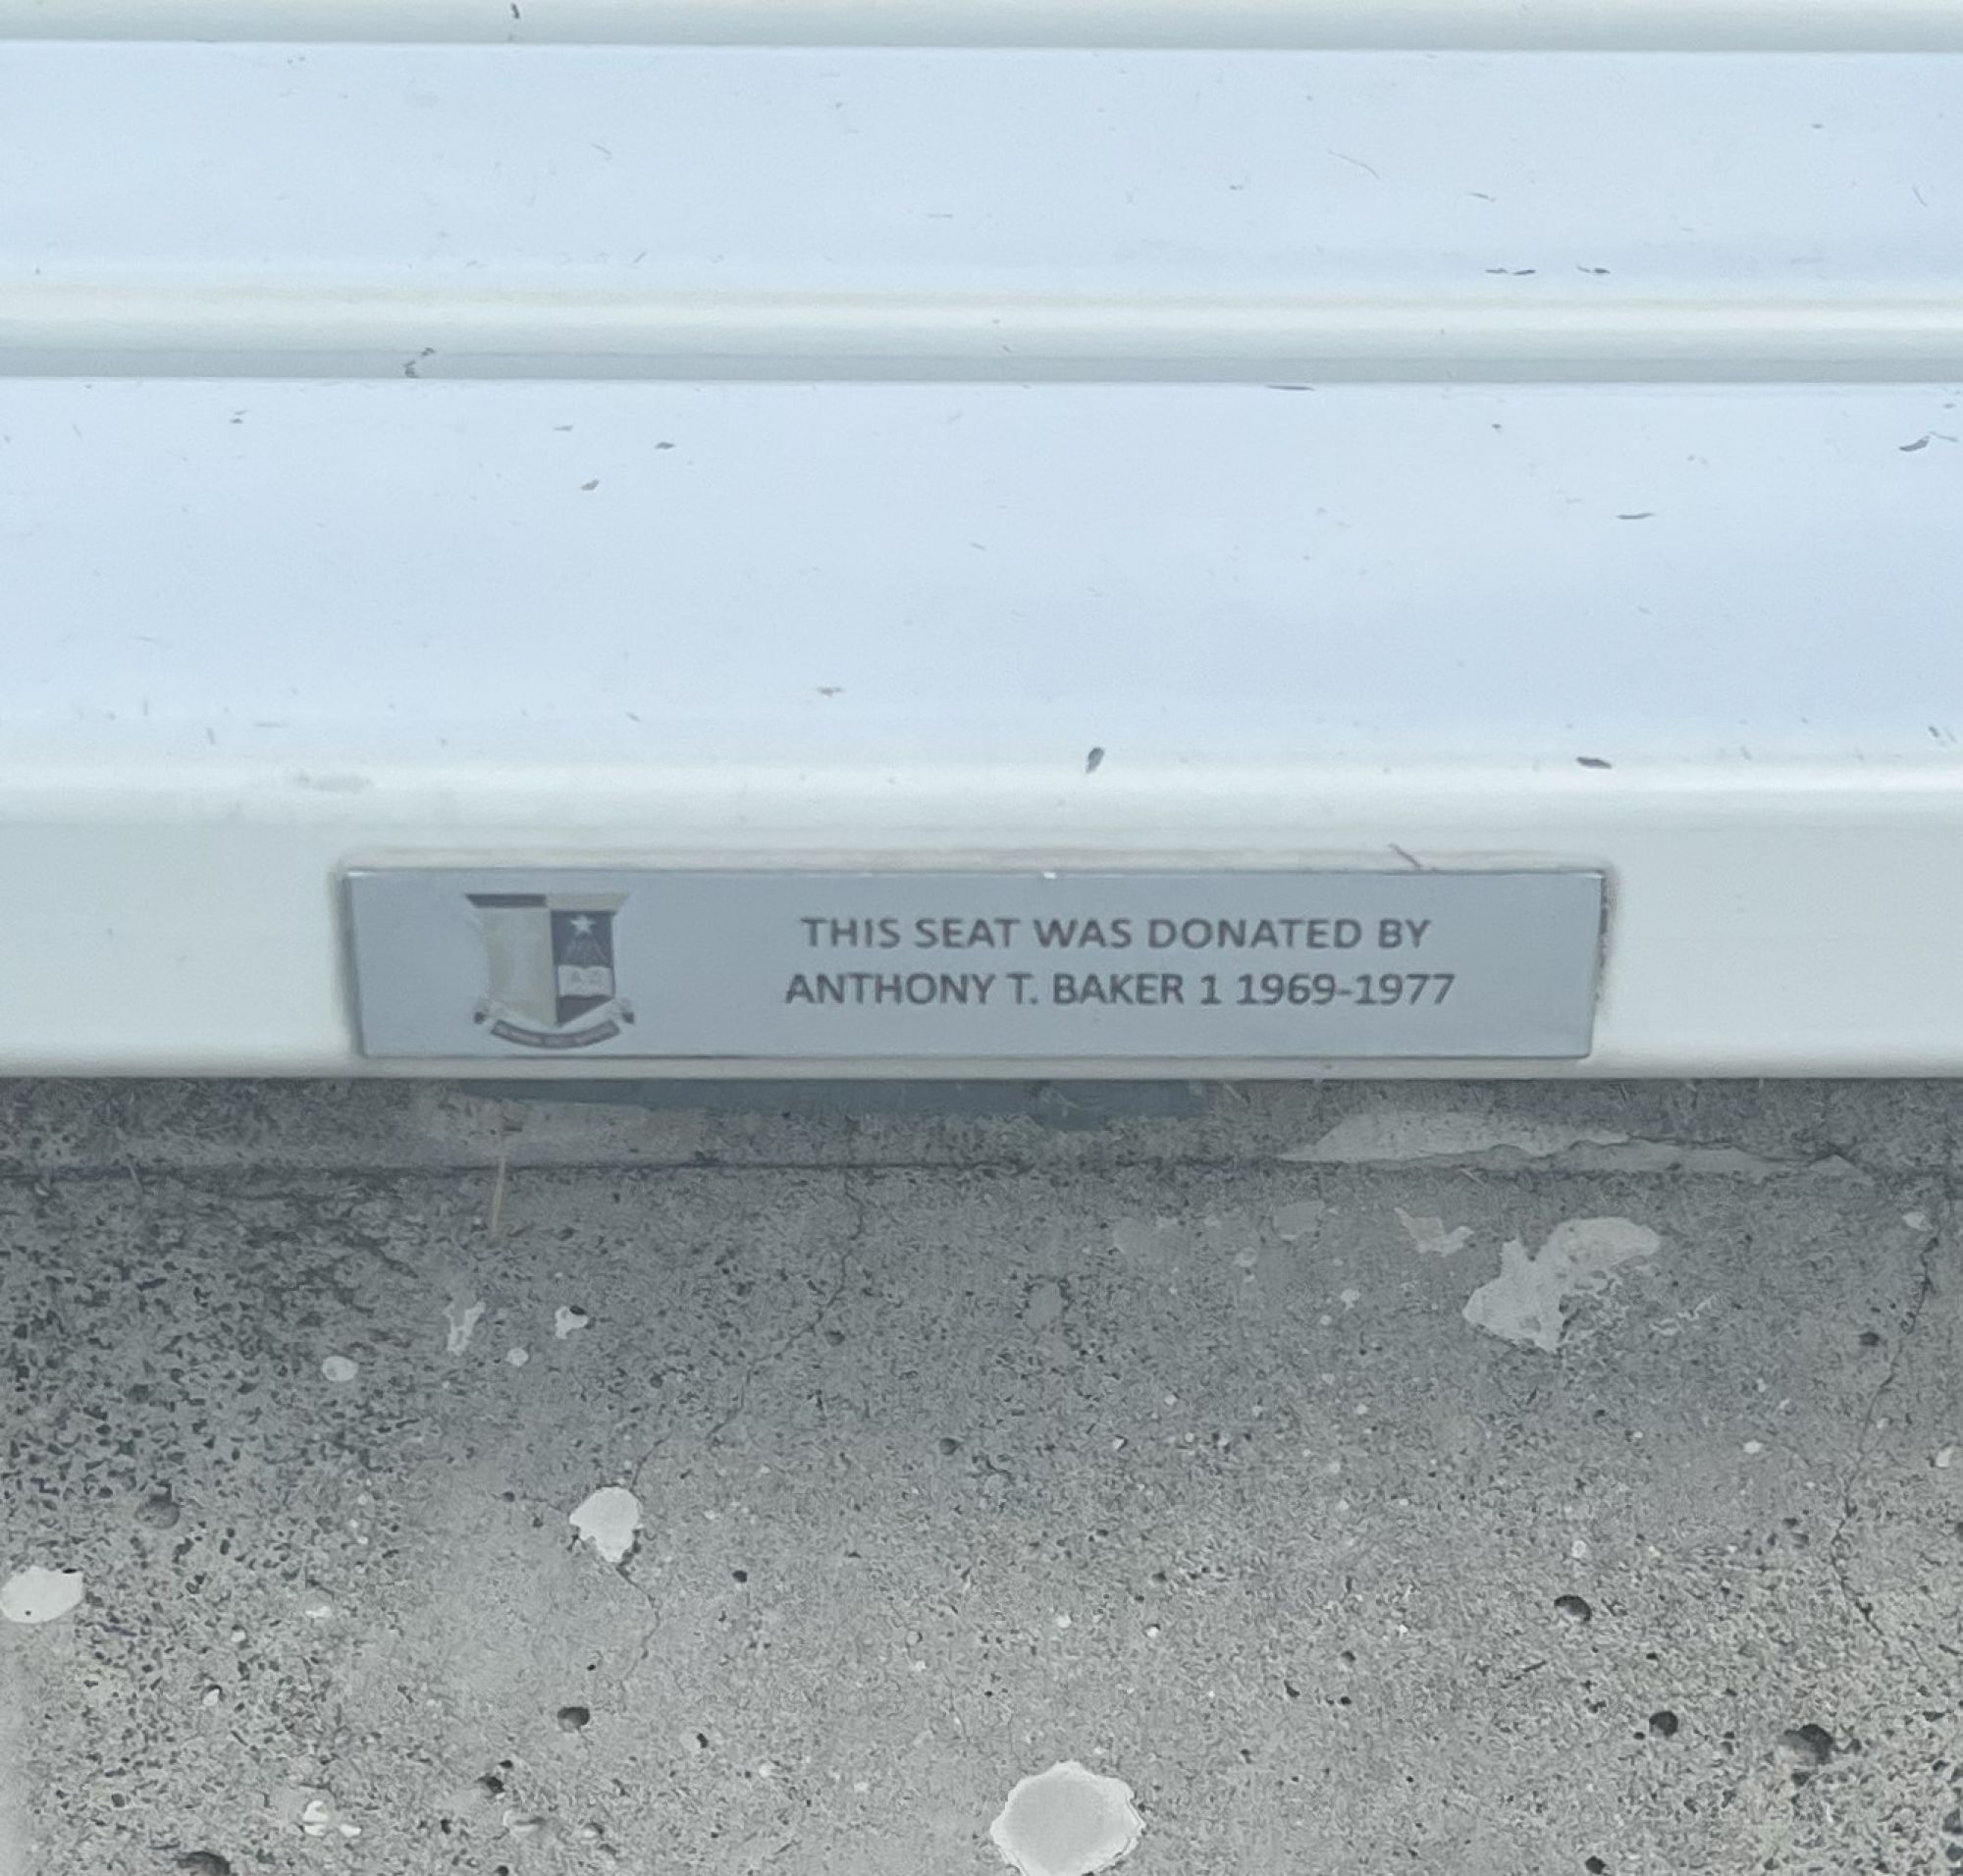 THIS SEAT WAS DONATED BY
ANTHONY T. BAKER 1 1969-1977